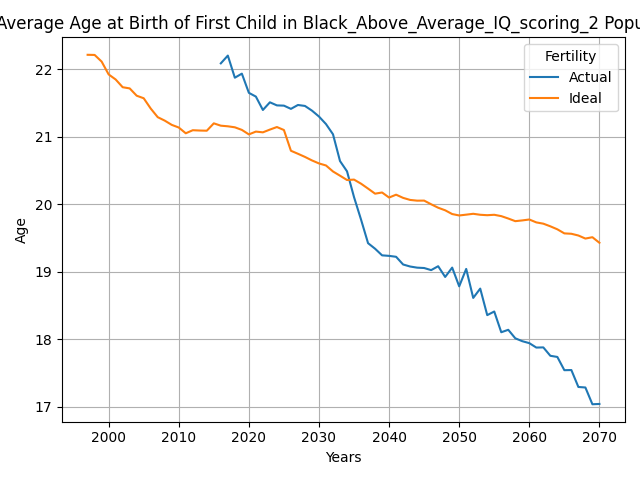 Average Age at Birth of First Child in Black_Above_Average_IQ_scoring_2 Popu
Fertility
Actual
Ideal
22
21
20
19
18
17
Age
2000 2010 2020 2030 2040 2050 2060 2070
Years